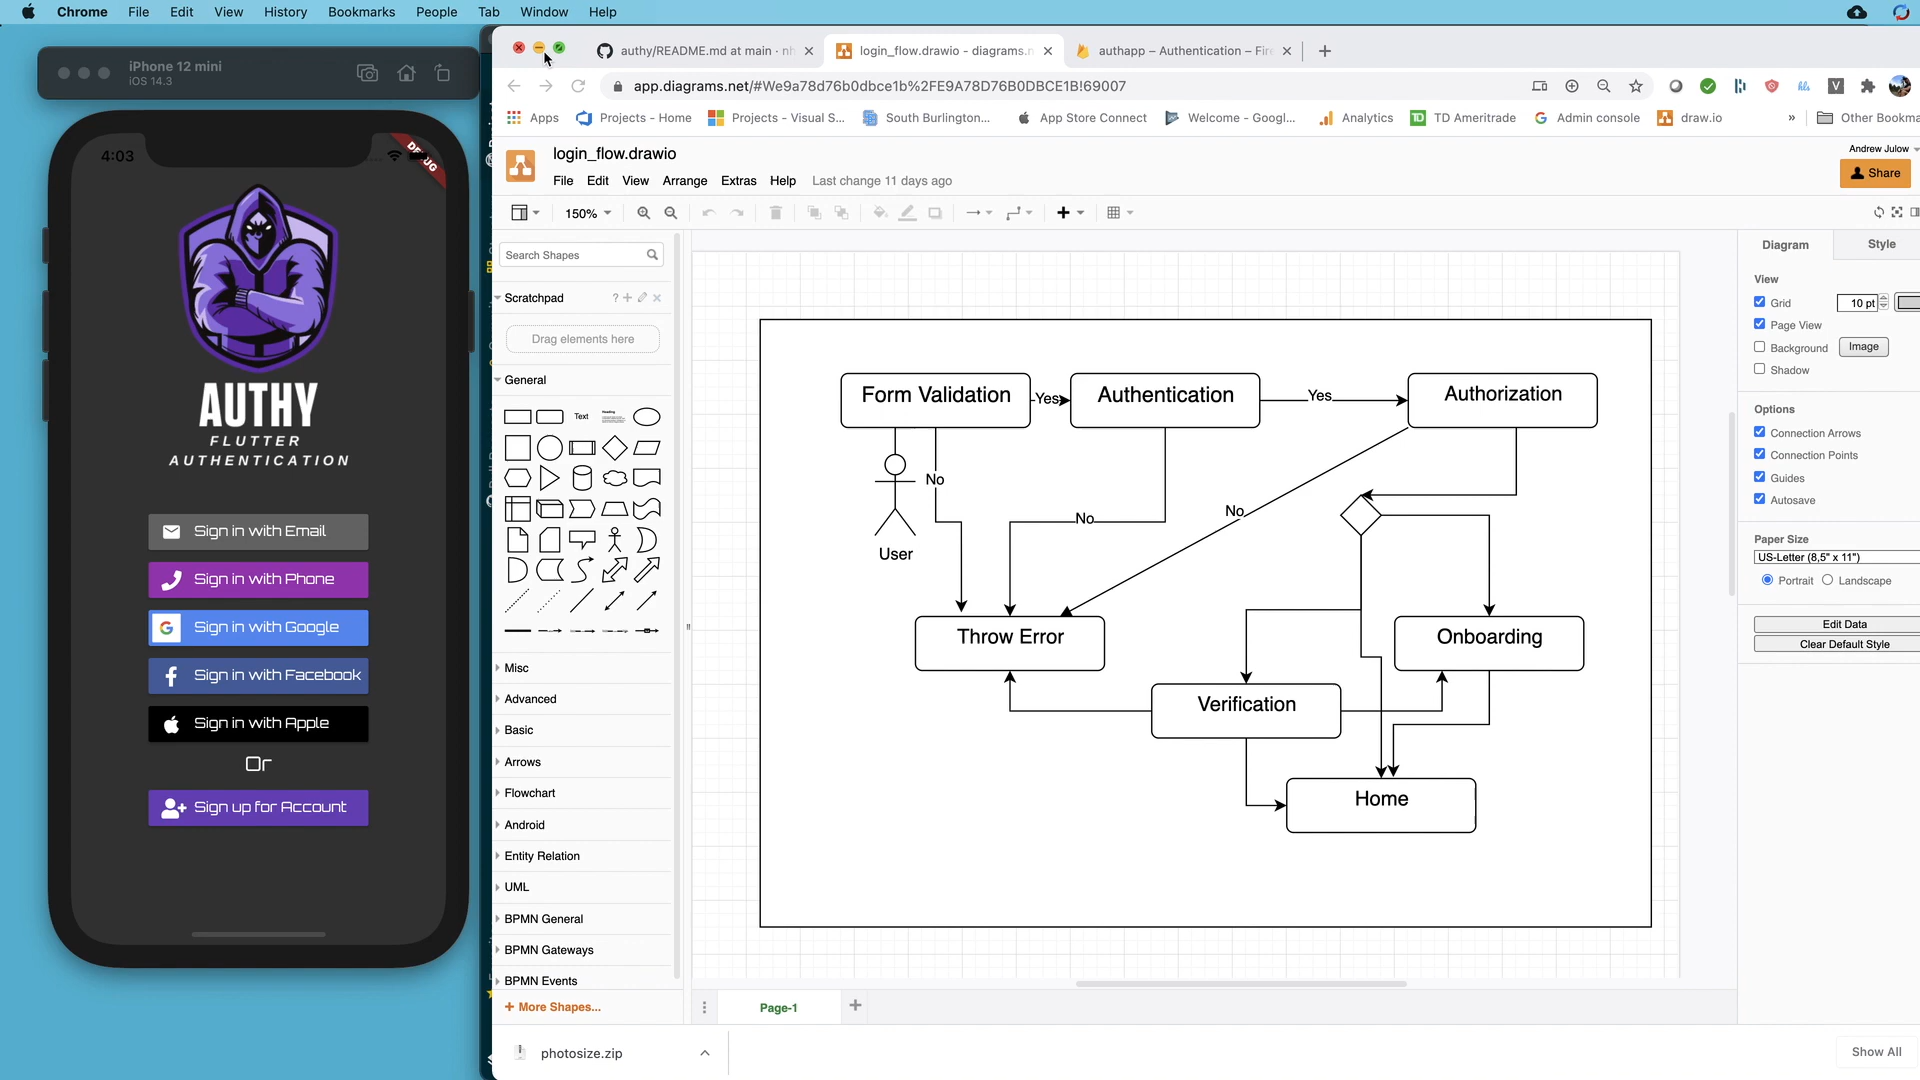 Chrome File Edit View History Bookmarks People Tab Window Help
iPhone 12 mini
iOS 14.3
4:03
DEBUG
AUTHY
FLUTTER
AUTHENTICATION
Sign in with Email
Sign in with Phone
Sign in with Google
Sign in with Facebook
Sign in with Apple
Or
Sign up for Account
authy/README.md at main · nh
login_flow.drawio - diagrams.n
authapp – Authentication – Fire
app.diagrams.net/#We9a78d76b0dbce1b%2FE9A78D76B0DBCE1B!69007
Apps Projects - Home Projects - Visual S... South Burlington... App Store Connect Welcome - Googl... Analytics TD Ameritrade Admin console draw.io » Other Bookma
login_flow.drawio
Andrew Julow
File Edit View Arrange Extras Help Last change 11 days ago
Share
150%
Search Shapes
Scratchpad
?
Drag elements here
General
Text
Heading
Misc
Advanced
Basic
Arrows
Flowchart
Android
Entity Relation
UML
BPMN General
BPMN Gateways
BPMN Events
+ More Shapes...
Form Validation
Yes
Authentication
Yes
Authorization
No
No
No
User
Throw Error
Onboarding
Verification
Home
Diagram Style
View
Grid 10 pt
Page View
Background Image
Shadow
Options
Connection Arrows
Connection Points
Guides
Autosave
Paper Size
US-Letter (8,5" x 11")
Portrait Landscape
Edit Data
Clear Default Style
Page-1
photosize.zip
Show All